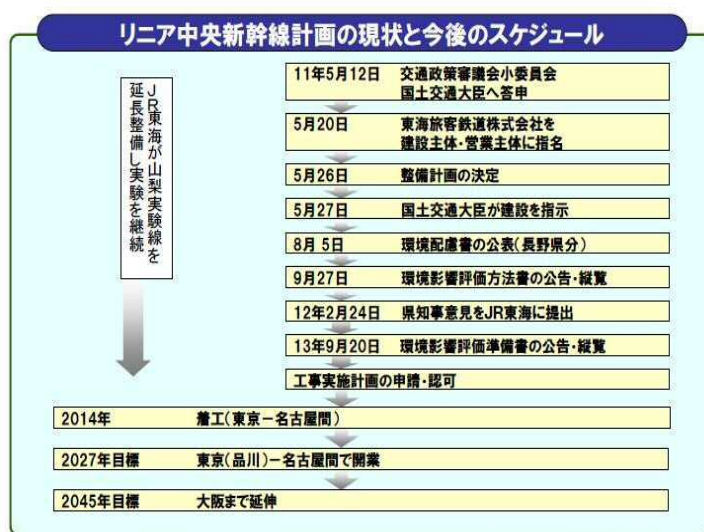 リニア中央新幹線計画の現状と今後のスケジュール
JR東海が山梨実験線を
延長整備し実験を継続
11年5月12日 交通政策審議会小委員会
国土交通大臣へ答申
5月20日 東海旅客鉄道株式会社を
建設主体・営業主体に指名
5月26日 整備計画の決定
5月27日 国土交通大臣が建設を指示
8月 5日 環境配慮書の公表(長野県分)
9月27日 環境影響評価方法書の公告・縦覧
12年2月24日 県知事意見をJR東海に提出
13年9月20日 環境影響評価準備書の公告・縦覧
工事実施計画の申請・認可
2014年 着工(東京－名古屋間)
2027年目標 東京(品川)－名古屋間で開業
2045年目標 大阪まで延伸